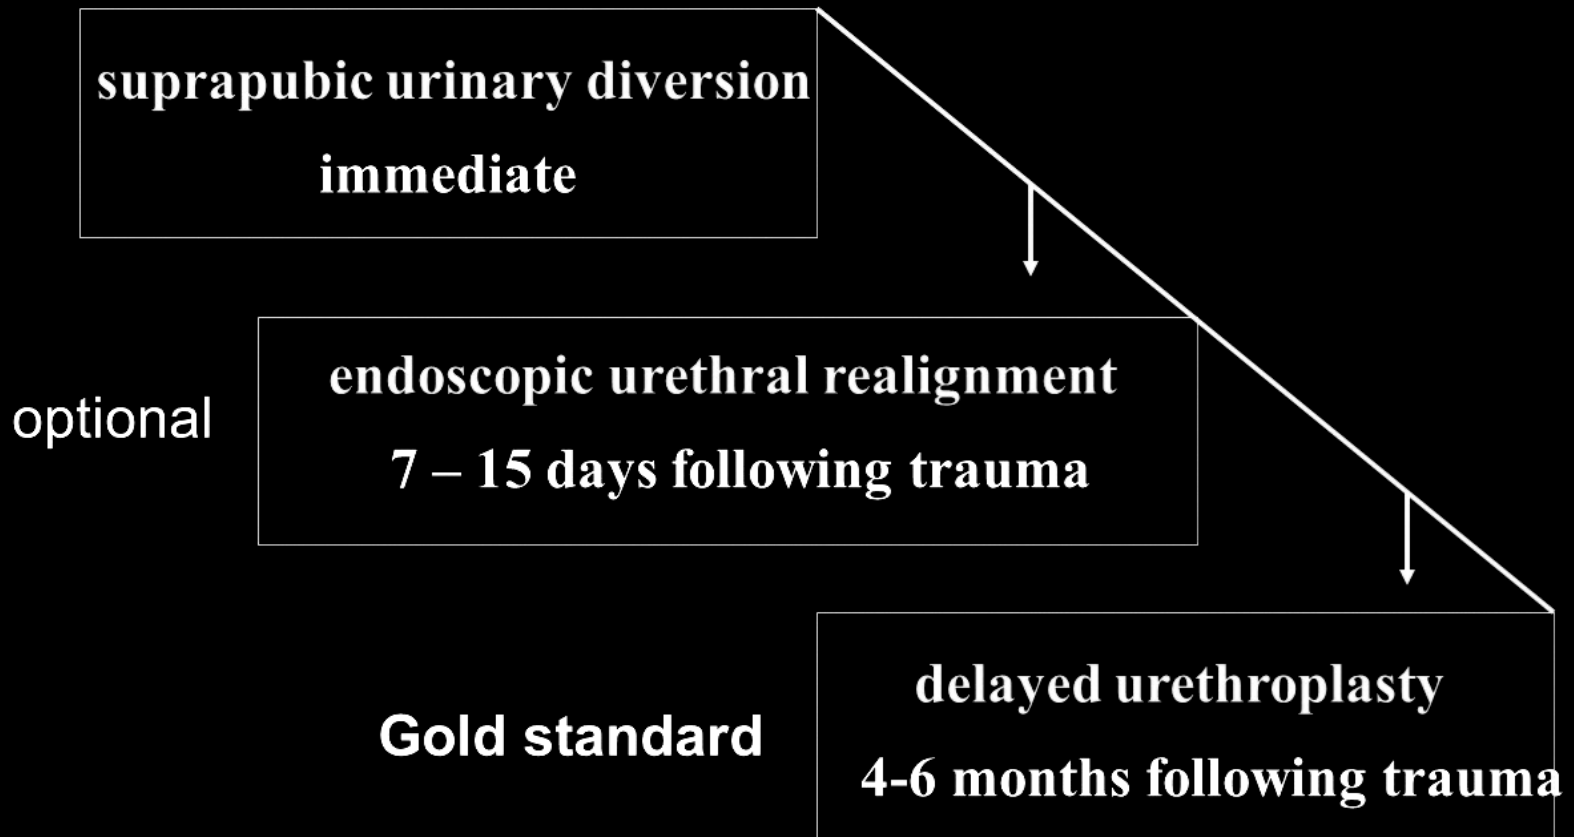 suprapubic urinary diversion
immediate
endoscopic urethral realignment
optional
7 – 15 days following trauma
delayed urethroplasty
Gold standard
4-6 months following trauma